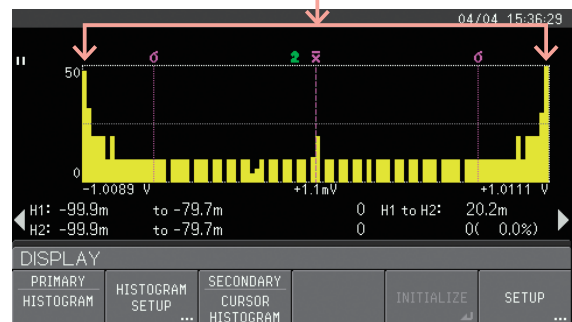 04/04 15:36:29
σ 2 x̅ σ
50
0
-1.0089 V +1.1mV +1.0111 V
H1: -99.9m to -79.7m 0 H1 to H2: 20.2m
H2: -99.9m to -79.7m 0 0( 0.0%)
DISPLAY
PRIMARY
HISTOGRAM
HISTOGRAM
SETUP
...
SECONDARY
CURSOR
HISTOGRAM
INITIALIZE
SETUP
...